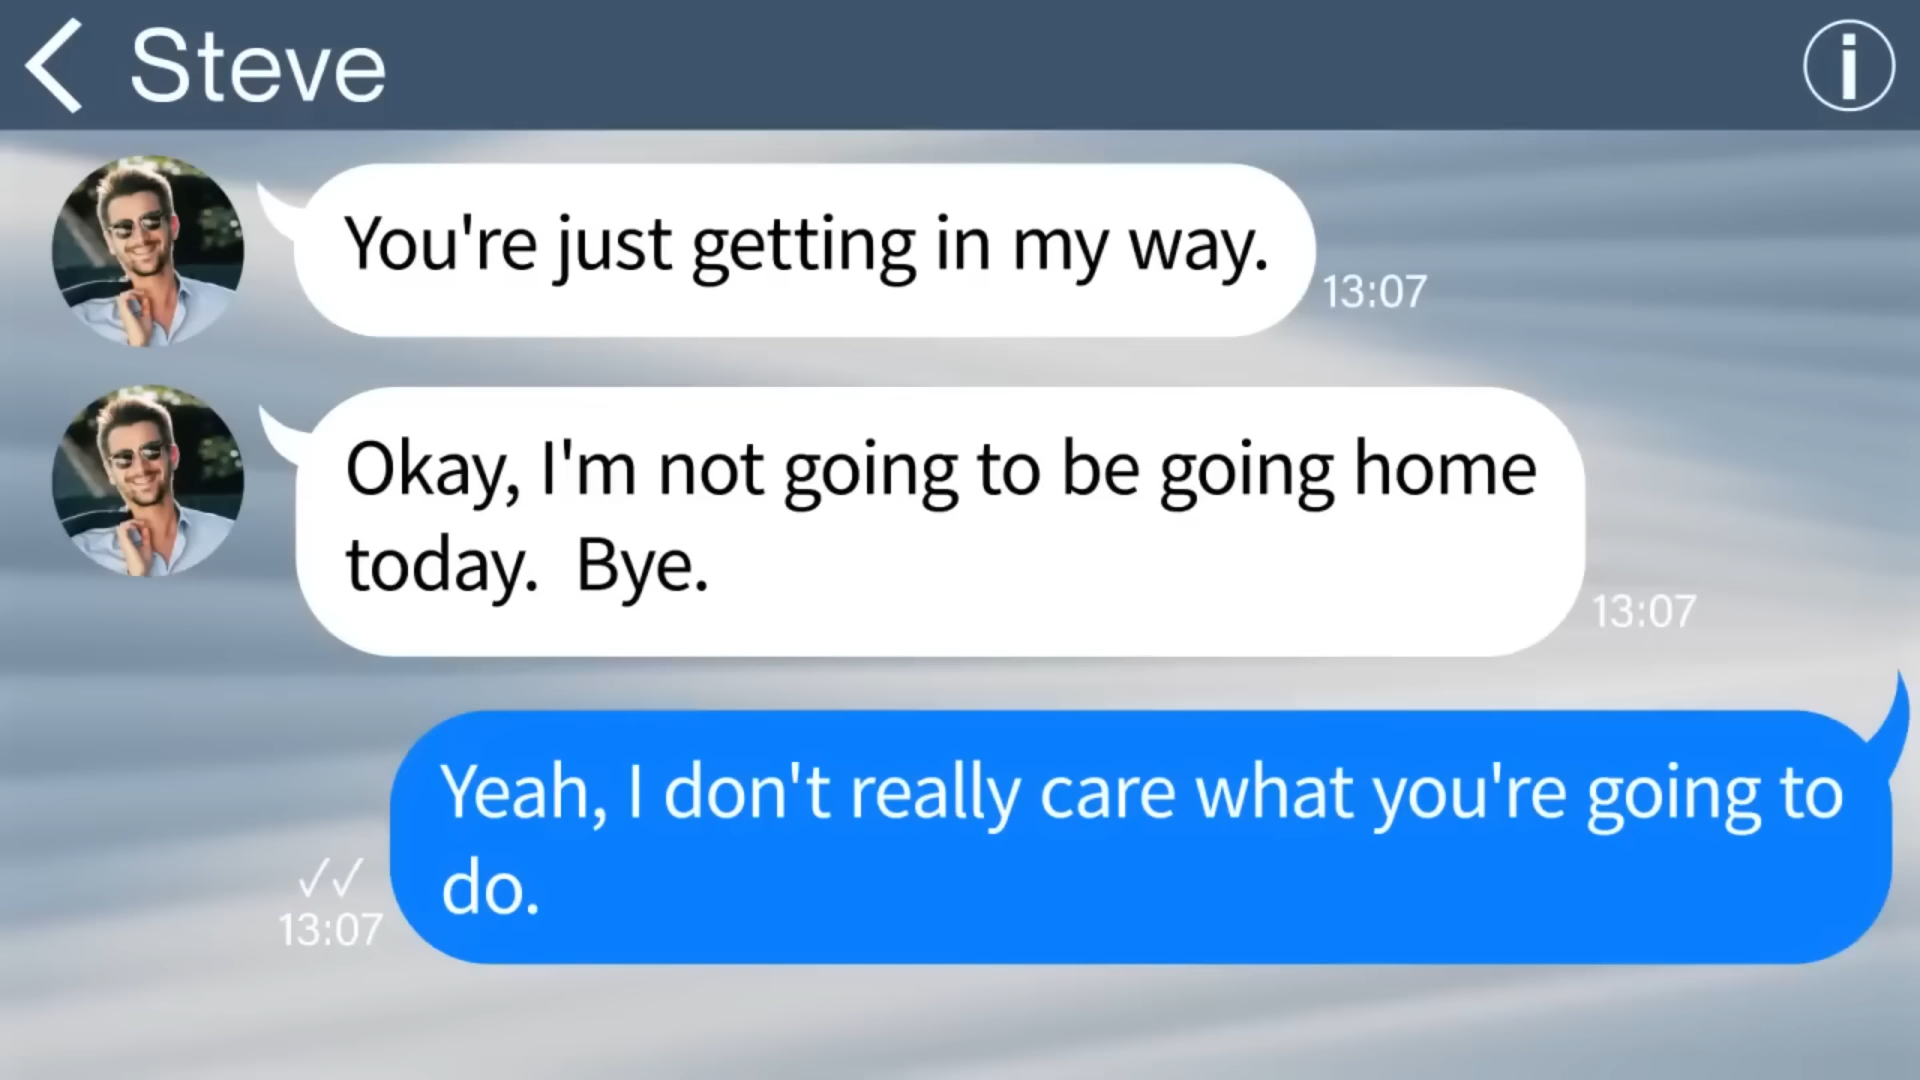 Steve
You're just getting in my way.
13:07
Okay, I'm not going to be going home
today.  Bye.
13:07
Yeah, I don't really care what you're going to
do.
13:07